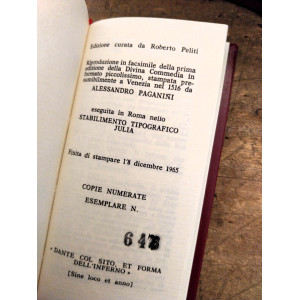 Edizione curata da Roberto Peliti
Riproduzione in facsimile della prima
edizione della Divina Commedia in
formato piccolissimo, stampata pre-
sumibilmente a Venezia nel 1516 da
ALESSANDRO PAGANINI
eseguita in Roma nello
STABILIMENTO TIPOGRAFICO
JULIA
Finita di stampare l'8 dicembre 1965
COPIE NUMERATE
ESEMPLARE N.
647
« DANTE COL SITO, ET FORMA
DELL'INFERNO »
[Sine loco et anno]